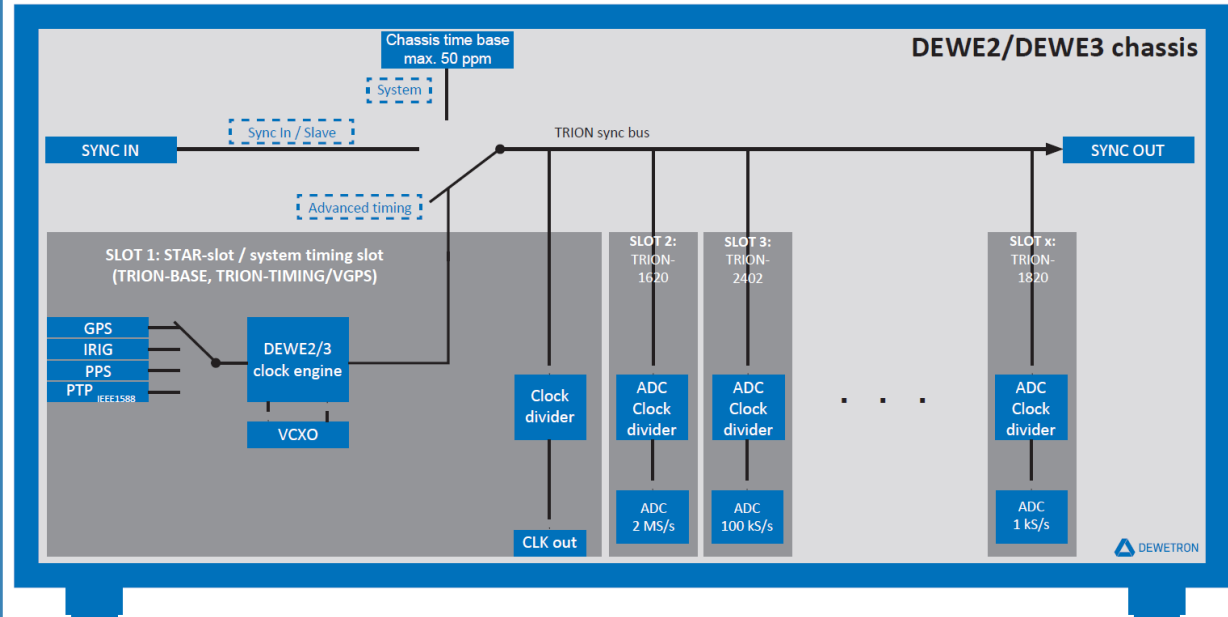 DEWE2/DEWE3 chassis
Chassis time base
max. 50 ppm
System
Sync In / Slave
TRION sync bus
SYNC IN
SYNC OUT
Advanced timing
SLOT 1: STAR-slot / system timing slot
(TRION-BASE, TRION-TIMING/VGPS)
SLOT 2:
TRION-
1620
SLOT 3:
TRION-
2402
SLOT x:
TRION-
1820
GPS
IRIG
PPS
PTP IEEE1588
DEWE2/3
clock engine
VCXO
Clock
divider
CLK out
ADC
Clock
divider
ADC
2 MS/s
ADC
Clock
divider
ADC
100 kS/s
. . .
ADC
Clock
divider
ADC
1 kS/s
DEWETRON